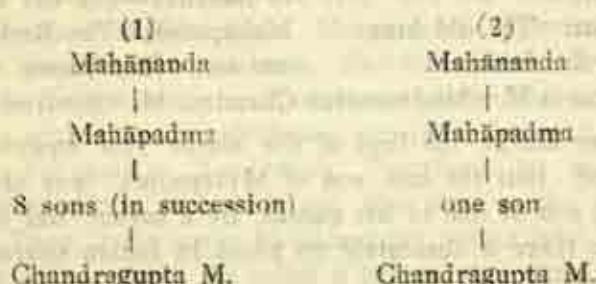 (1) (2)
Mahānanda Mahānanda
| |
Mahāpadma Mahāpadma
| |
8 sons (in succession) one son
| |
Chandragupta M. Chandragupta M.